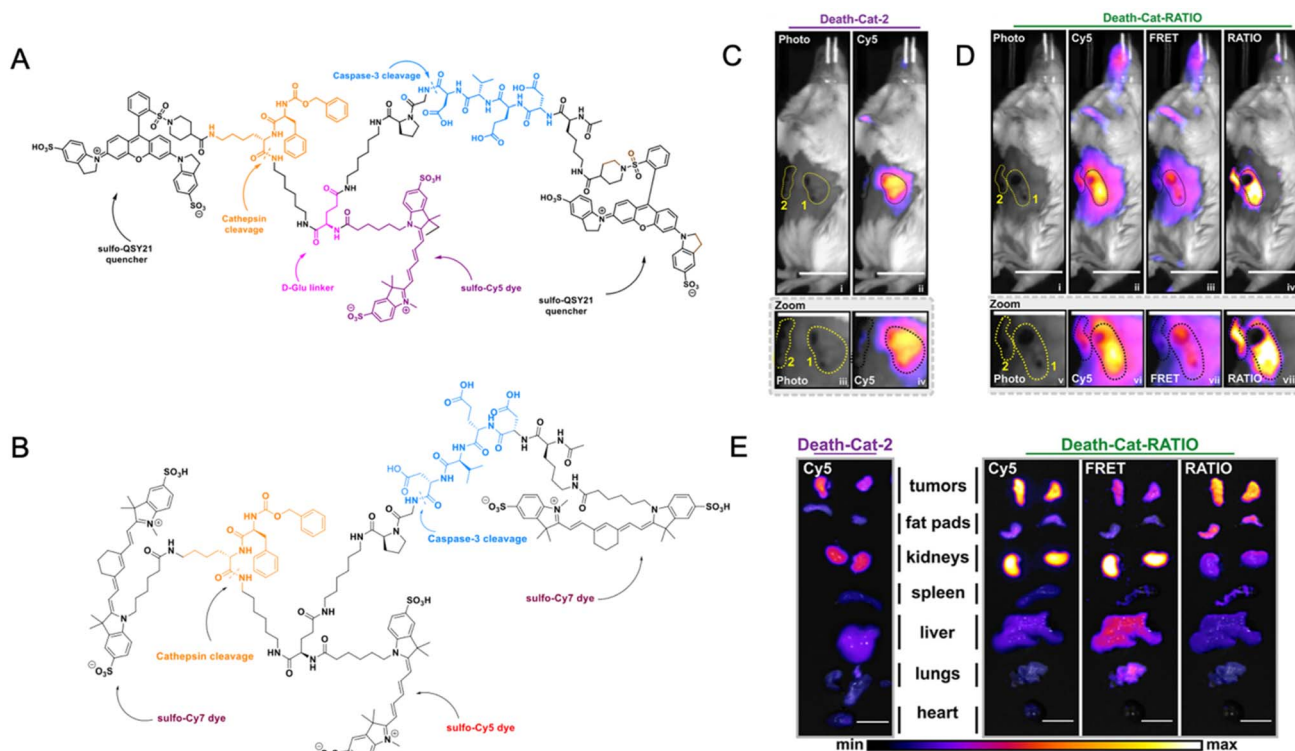 A
Caspase-3 cleavage
Cathepsin cleavage
sulfo-QSY21
quencher
D-Glu linker
sulfo-Cy5 dye
sulfo-QSY21
quencher
B
Caspase-3 cleavage
sulfo-Cy7 dye
Cathepsin cleavage
sulfo-Cy7 dye
sulfo-Cy5 dye
C
Death-Cat-2
Photo Cy5
2 1
i ii
Zoom
2 1
Photo iii Cy5 iv
D
Death-Cat-RATIO
Photo Cy5 FRET RATIO
2 1
i ii iii iv
Zoom
2 1
Photo v Cy5 vi FRET vii RATIO vii
E
Death-Cat-2 Death-Cat-RATIO
Cy5 Cy5 FRET RATIO
tumors
fat pads
kidneys
spleen
liver
lungs
heart
min max